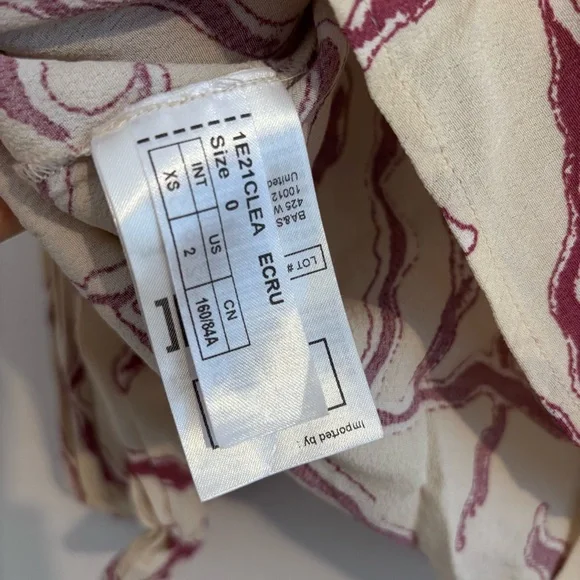 1E21CLEA ECRU
Size 0
INT US CN
XS 2 160/84A
BA&S
425 W
10012
United
LOT #
Imported by :